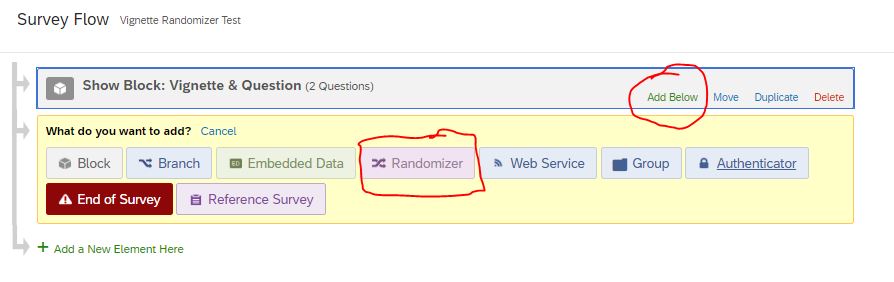 Survey Flow Vignette Randomizer Test
Show Block: Vignette & Question (2 Questions)
Add Below Move Duplicate Delete
What do you want to add? Cancel
Block Branch ED Embedded Data Randomizer Web Service Group Authenticator
End of Survey Reference Survey
+ Add a New Element Here